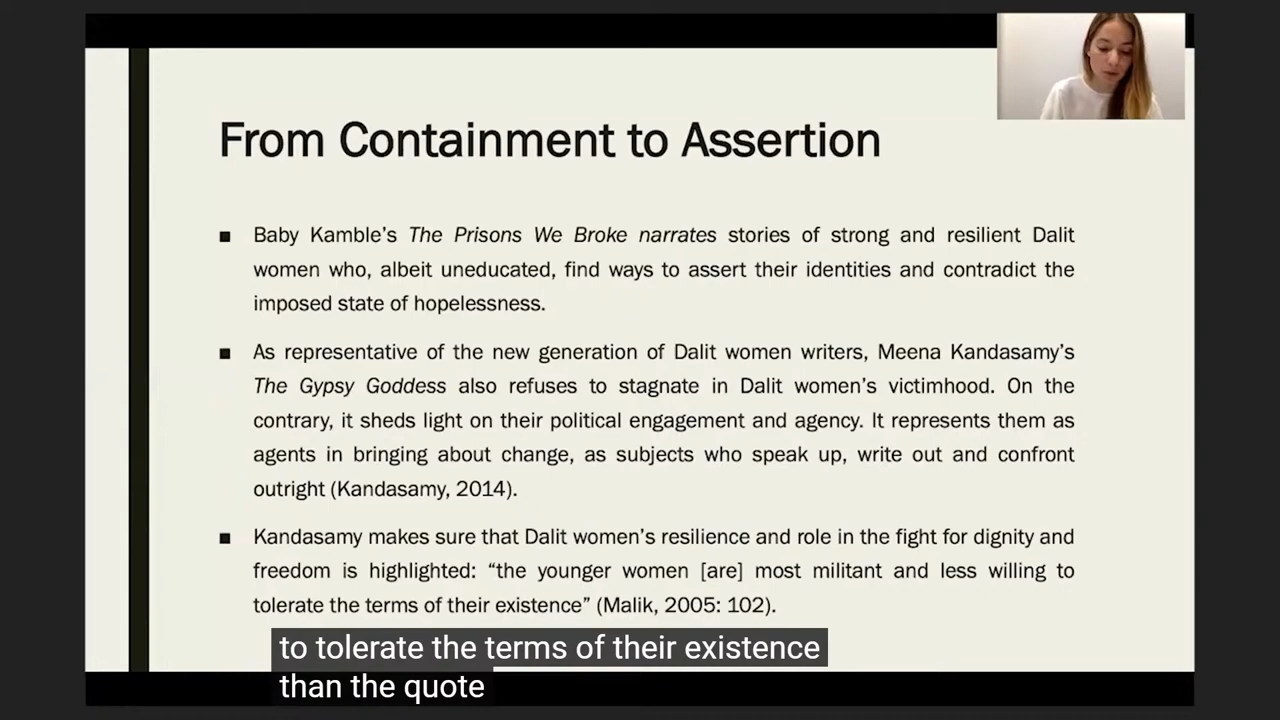 From Containment to Assertion
■ Baby Kamble’s The Prisons We Broke narrates stories of strong and resilient Dalit
women who, albeit uneducated, find ways to assert their identities and contradict the
imposed state of hopelessness.
■ As representative of the new generation of Dalit women writers, Meena Kandasamy’s
The Gypsy Goddess also refuses to stagnate in Dalit women’s victimhood. On the
contrary, it sheds light on their political engagement and agency. It represents them as
agents in bringing about change, as subjects who speak up, write out and confront
outright (Kandasamy, 2014).
■ Kandasamy makes sure that Dalit women’s resilience and role in the fight for dignity and
freedom is highlighted: “the younger women [are] most militant and less willing to
tolerate the terms of their existence” (Malik, 2005: 102).
to tolerate the terms of their existence
than the quote